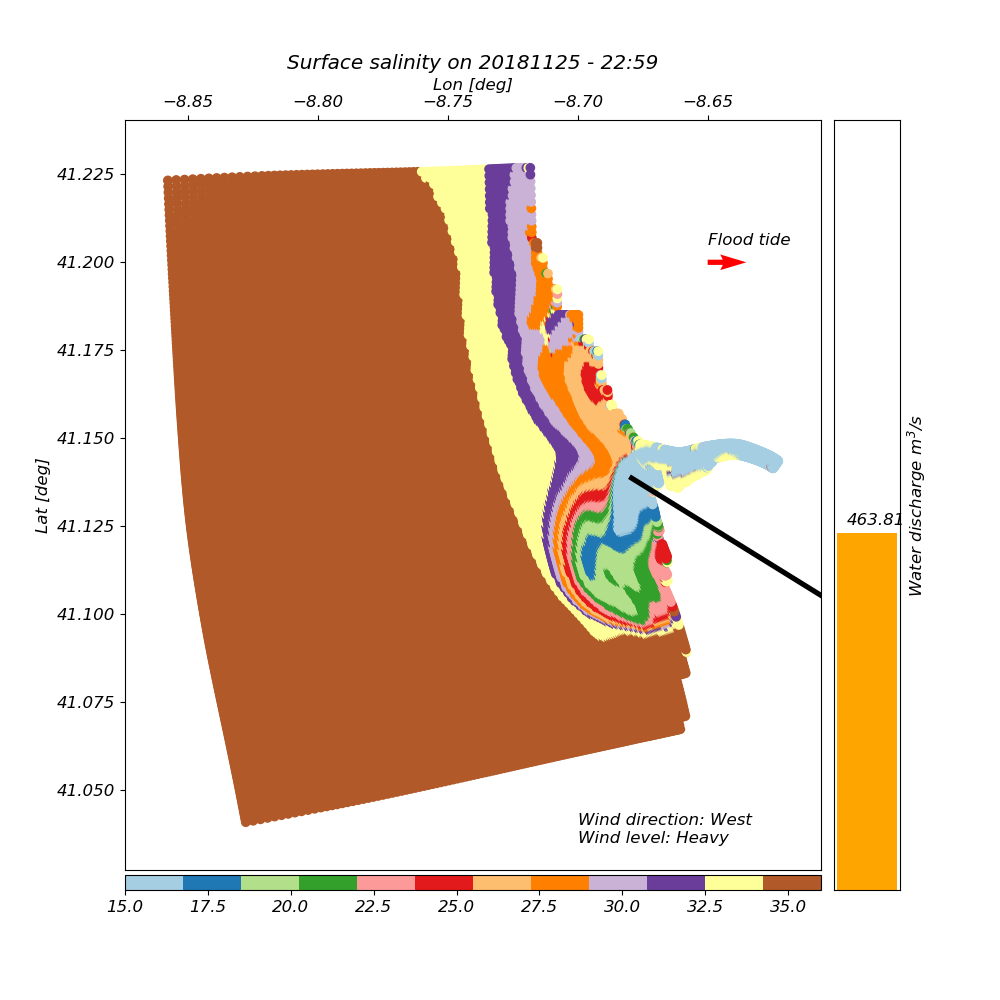 Surface salinity on 20181125 - 22:59
Lon [deg]
−8.85 −8.80 −8.75 −8.70 −8.65
41.225
41.200
41.175
41.150
41.125
41.100
41.075
41.050
Lat [deg]
Flood tide
Wind direction: West
Wind level: Heavy
463.81
Water discharge m³/s
15.0 17.5 20.0 22.5 25.0 27.5 30.0 32.5 35.0